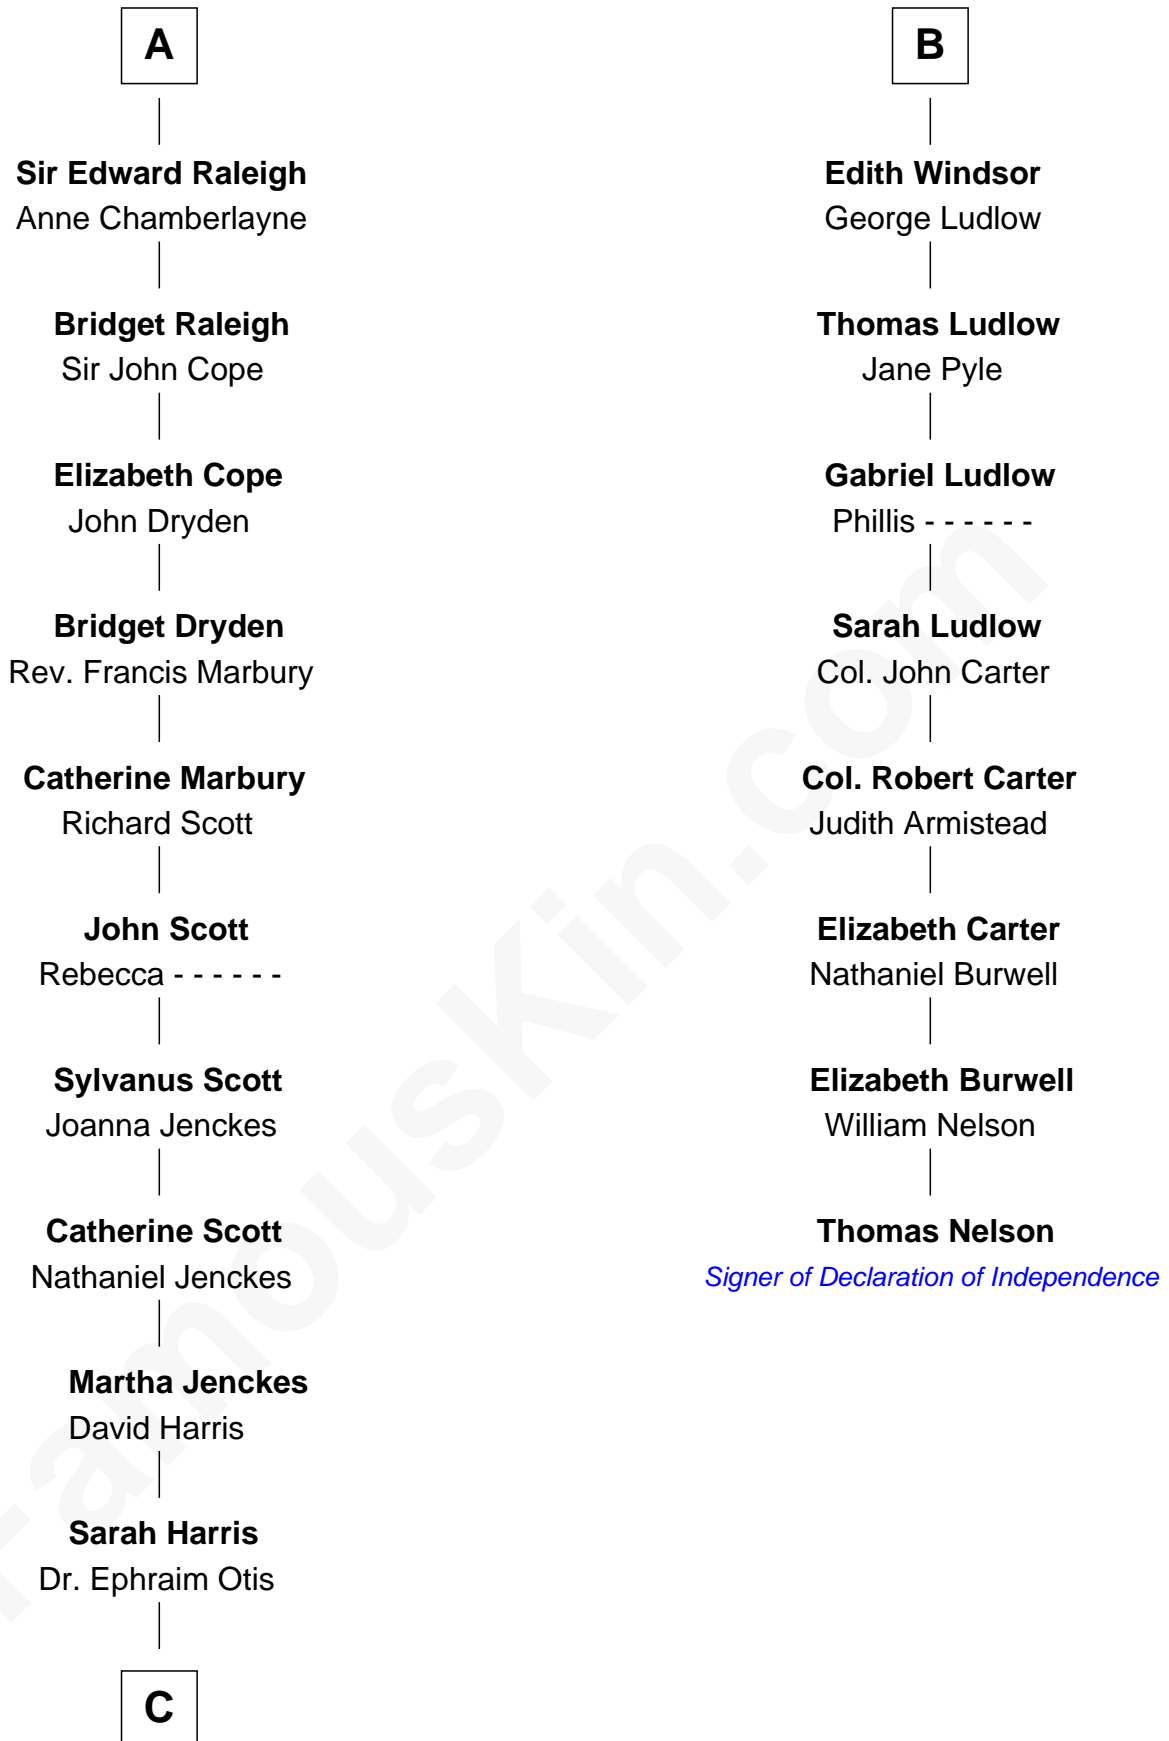 A
Sir Edward Raleigh
Anne Chamberlayne
Bridget Raleigh
Sir John Cope
Elizabeth Cope
John Dryden
Bridget Dryden
Rev. Francis Marbury
Catherine Marbury
Richard Scott
John Scott
Rebecca - - - - - -
Sylvanus Scott
Joanna Jenckes
Catherine Scott
Nathaniel Jenckes
Martha Jenckes
David Harris
Sarah Harris
Dr. Ephraim Otis
C
B
Edith Windsor
George Ludlow
Thomas Ludlow
Jane Pyle
Gabriel Ludlow
Phillis - - - - - -
Sarah Ludlow
Col. John Carter
Col. Robert Carter
Judith Armistead
Elizabeth Carter
Nathaniel Burwell
Elizabeth Burwell
William Nelson
Thomas Nelson
Signer of Declaration of Independence
FamousKin.com